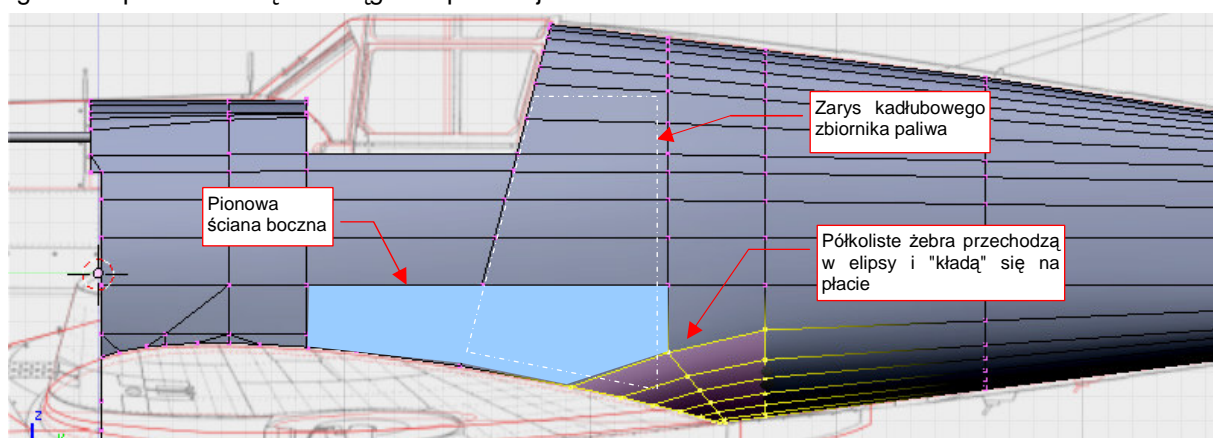 Zarys kadłubowego
zbiornika paliwa
Pionowa
ściana boczna
Półkoliste żebra przechodzą
w elipsy i "kładą" się na
płacie
z